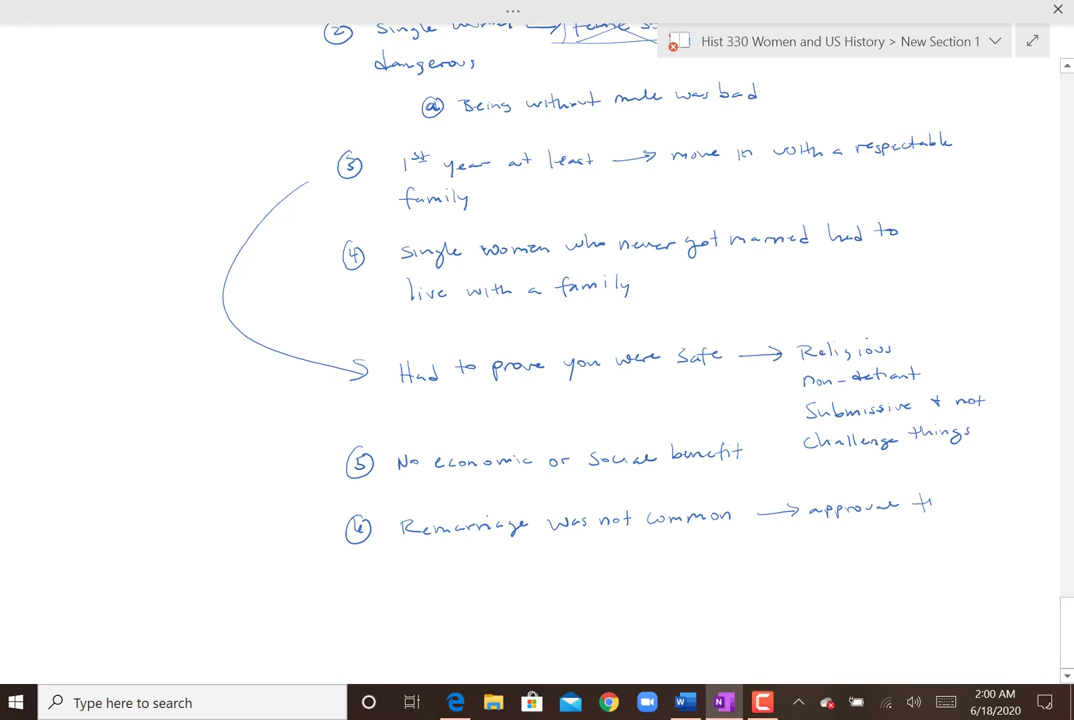 ② Single
Hist 330 Women and US History > New Section 1
dangerous
ⓐ Being without male was bad
③ 1st year at least → move in with a respectable
family
④ Single women who never got married had to
live with a family
Had to prove you were safe → Religious
non-defiant
Submissive + not
challenge things
⑤ No economic or social benefit
⑥ Remarriage was not common → approval
Type here to search
2:00 AM
6/18/2020